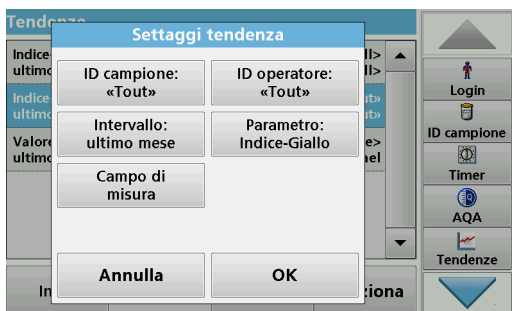 Tendenze
Settaggi tendenza
ID campione:
«Tout»
ID operatore:
«Tout»
Intervallo:
ultimo mese
Parametro:
Indice-Giallo
Campo di
misura
Annulla
OK
Login
ID campione
Timer
AQA
Tendenze